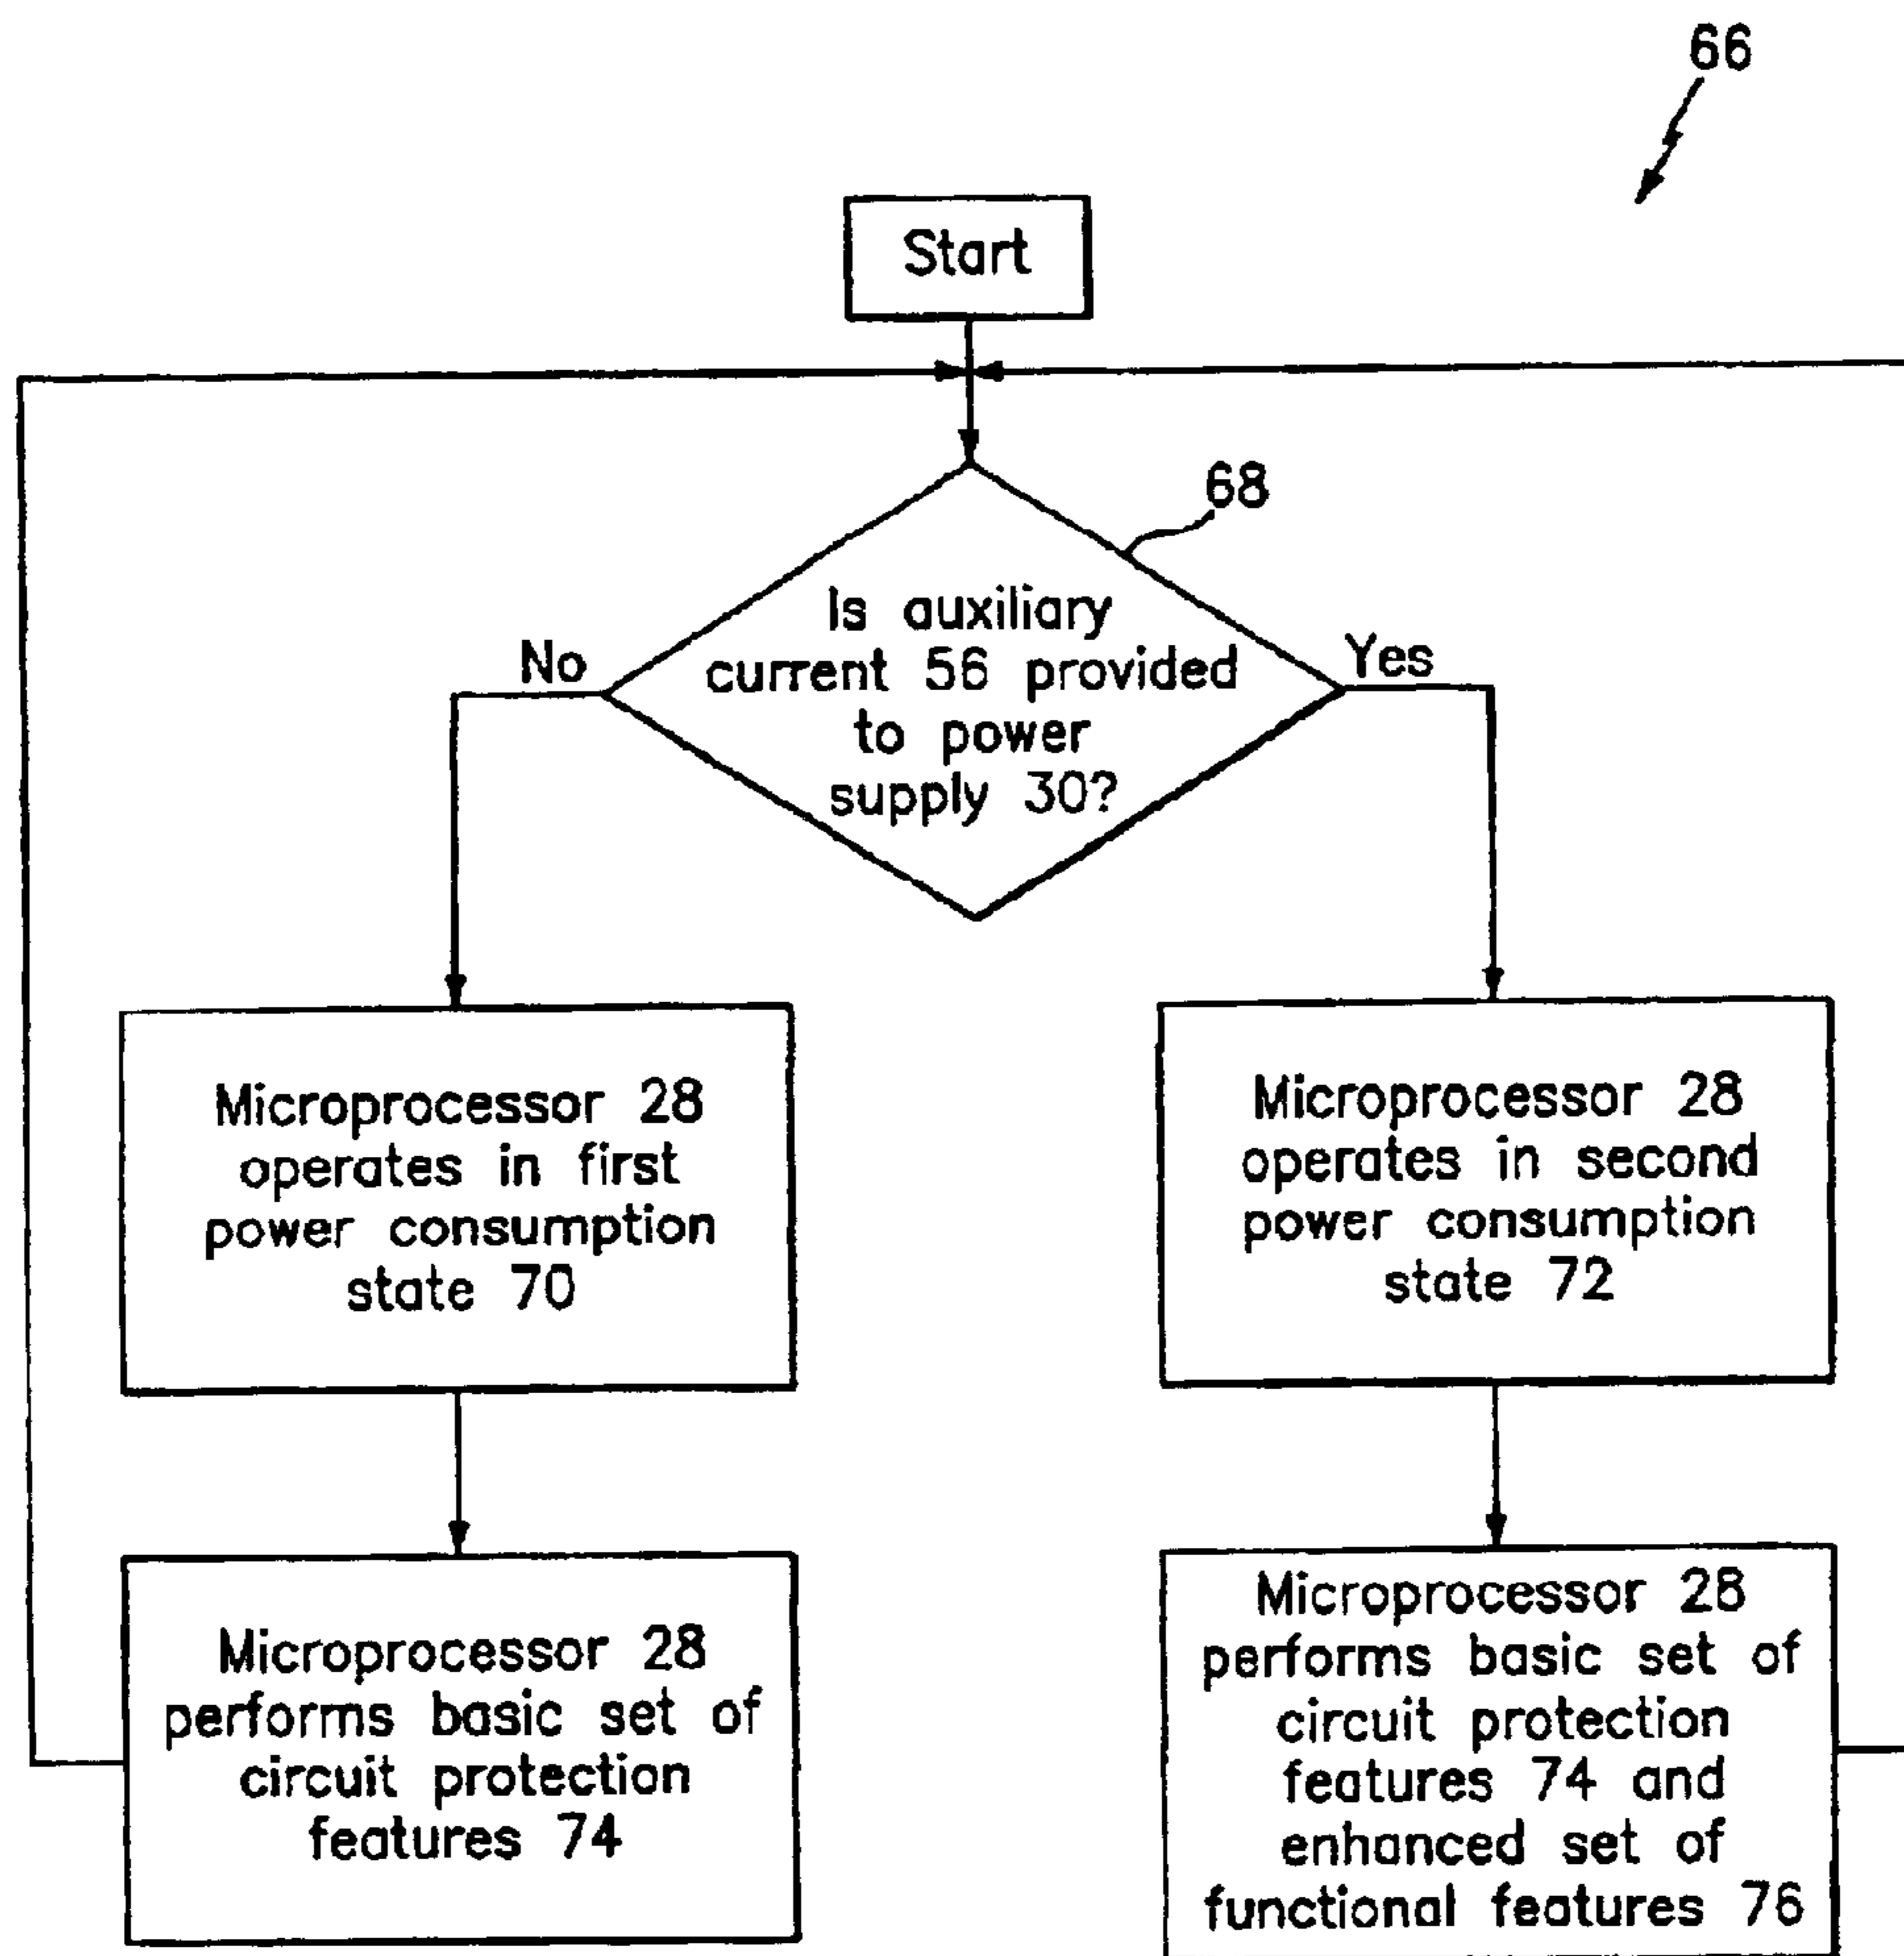 66
Start
68
Is auxiliary
current 56 provided
to power
supply 30?
No
Yes
Microprocessor 28
operates in first
power consumption
state 70
Microprocessor 28
operates in second
power consumption
state 72
Microprocessor 28
performs basic set of
circuit protection
features 74
Microprocessor 28
performs basic set of
circuit protection
features 74 and
enhanced set of
functional features 76